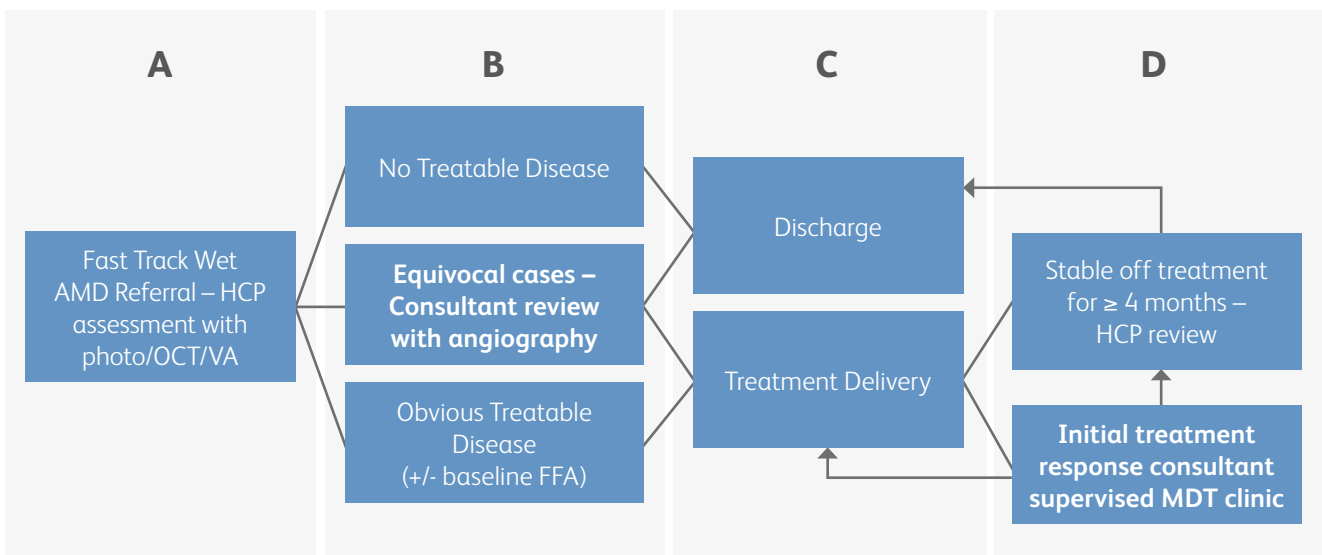 A
Fast Track Wet
AMD Referral – HCP
assessment with
photo/OCT/VA
B
No Treatable Disease
Equivocal cases –
Consultant review
with angiography
Obvious Treatable
Disease
(+/- baseline FFA)
C
Discharge
Treatment Delivery
D
Stable off treatment
for ≥ 4 months –
HCP review
Initial treatment
response consultant
supervised MDT clinic